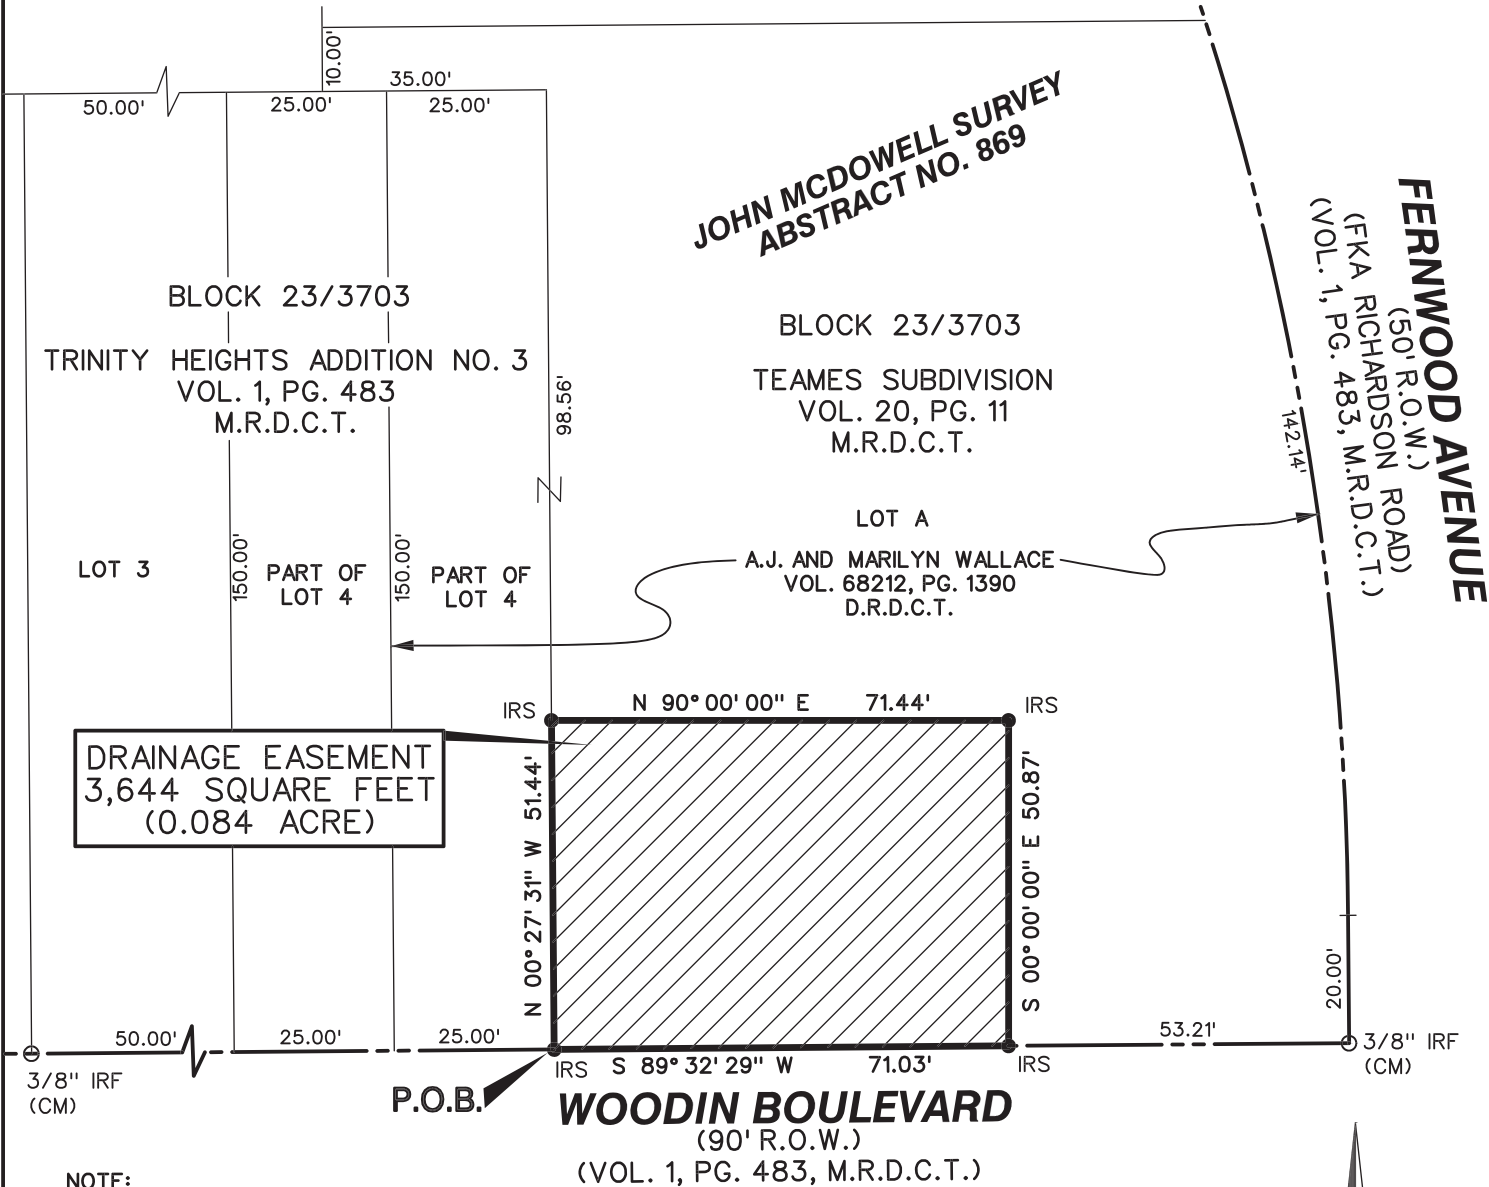 10.00'
35.00'
50.00'
25.00'
25.00'
JOHN MCDOWELL SURVEY
ABSTRACT NO. 869
FERNWOOD AVENUE
(50' R.O.W.)
(FKA RICHARDSON ROAD)
(VOL. 1, PG. 483, M.R.D.C.T.)
BLOCK 23/3703
TRINITY HEIGHTS ADDITION NO. 3
VOL. 1, PG. 483
M.R.D.C.T.
98.56'
BLOCK 23/3703
TEAMES SUBDIVISION
VOL. 20, PG. 11
M.R.D.C.T.
142.14'
LOT A
A.J. AND MARILYN WALLACE
VOL. 68212, PG. 1390
D.R.D.C.T.
LOT 3
150.00'
PART OF
LOT 4
150.00'
PART OF
LOT 4
IRS
N 90° 00' 00" E 71.44'
IRS
DRAINAGE EASEMENT
3,644 SQUARE FEET
(0.084 ACRE)
N 00° 27' 31" W 51.44'
S 00° 00' 00" E 50.87'
20.00'
50.00'
25.00'
25.00'
53.21'
3/8" IRF
(CM)
3/8" IRF
(CM)
IRS
S 89° 32' 29" W 71.03'
IRS
P.O.B.
WOODIN BOULEVARD
(90' R.O.W.)
(VOL. 1, PG. 483, M.R.D.C.T.)
NOTE: